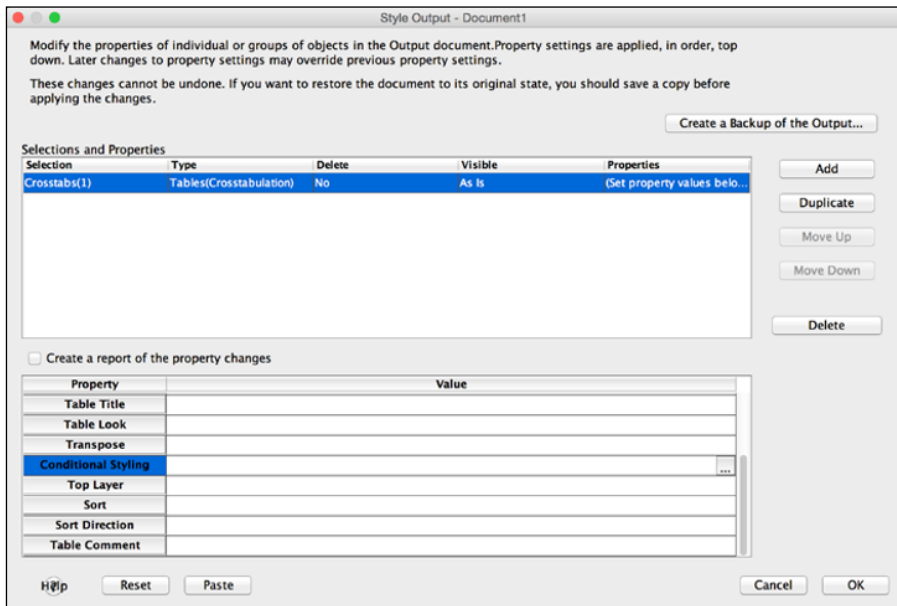 Style Output - Document1
Modify the properties of individual or groups of objects in the Output document.Property settings are applied, in order, top
down. Later changes to property settings may override previous property settings.
These changes cannot be undone. If you want to restore the document to its original state, you should save a copy before
applying the changes.
Create a Backup of the Output...
Selections and Properties
Selection Type Delete Visible Properties
Crosstabs(1) Tables(Crosstabulation) No As Is (Set property values belo...
Add
Duplicate
Move Up
Move Down
Delete
Create a report of the property changes
Property Value
Table Title
Table Look
Transpose
Conditional Styling ...
Top Layer
Sort
Sort Direction
Table Comment
Help Reset Paste Cancel OK